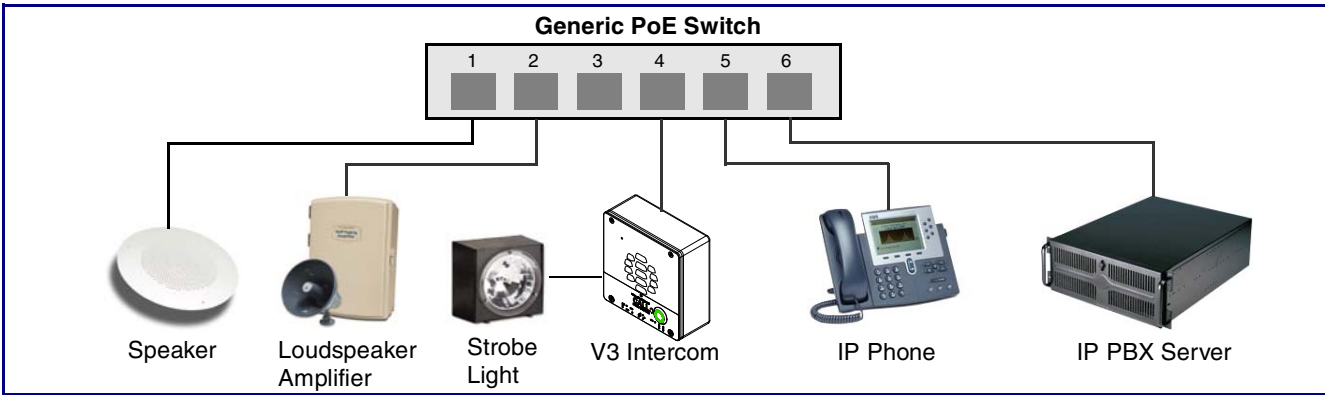 Generic PoE Switch
1 2 3 4 5 6
Speaker
Loudspeaker
Amplifier
Strobe
Light
V3 Intercom
IP Phone
IP PBX Server